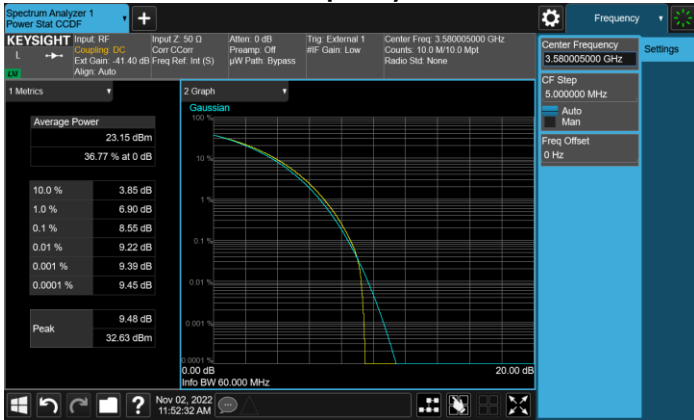 Spectrum Analyzer 1
Power Stat CCDF
Frequency
KEYSIGHT
L
LXI
Input: RF
Coupling: DC
Ext Gain: -41.40 dB
Align: Auto
Input Z: 50 Ω
Corr CCorr
Freq Ref: Int (S)
Atten: 0 dB
Preamp: Off
µW Path: Bypass
Trig: External 1
#IF Gain: Low
Center Freq: 3.580005000 GHz
Counts: 10.0 M/10.0 Mpt
Radio Std: None
1 Metrics
Average Power
23.15 dBm
36.77 % at 0 dB
10.0 % 3.85 dB
1.0 % 6.90 dB
0.1 % 8.55 dB
0.01 % 9.22 dB
0.001 % 9.39 dB
0.0001 % 9.45 dB
Peak
9.48 dB
32.63 dBm
2 Graph
Gaussian
100 %
10 %
1 %
0.1 %
0.01 %
0.001 %
0.0001 %
0.00 dB 20.00 dB
Info BW 60.000 MHz
Center Frequency
3.580005000 GHz
CF Step
5.000000 MHz
Auto
Man
Freq Offset
0 Hz
Settings
?
Nov 02, 2022
11:52:32 AM